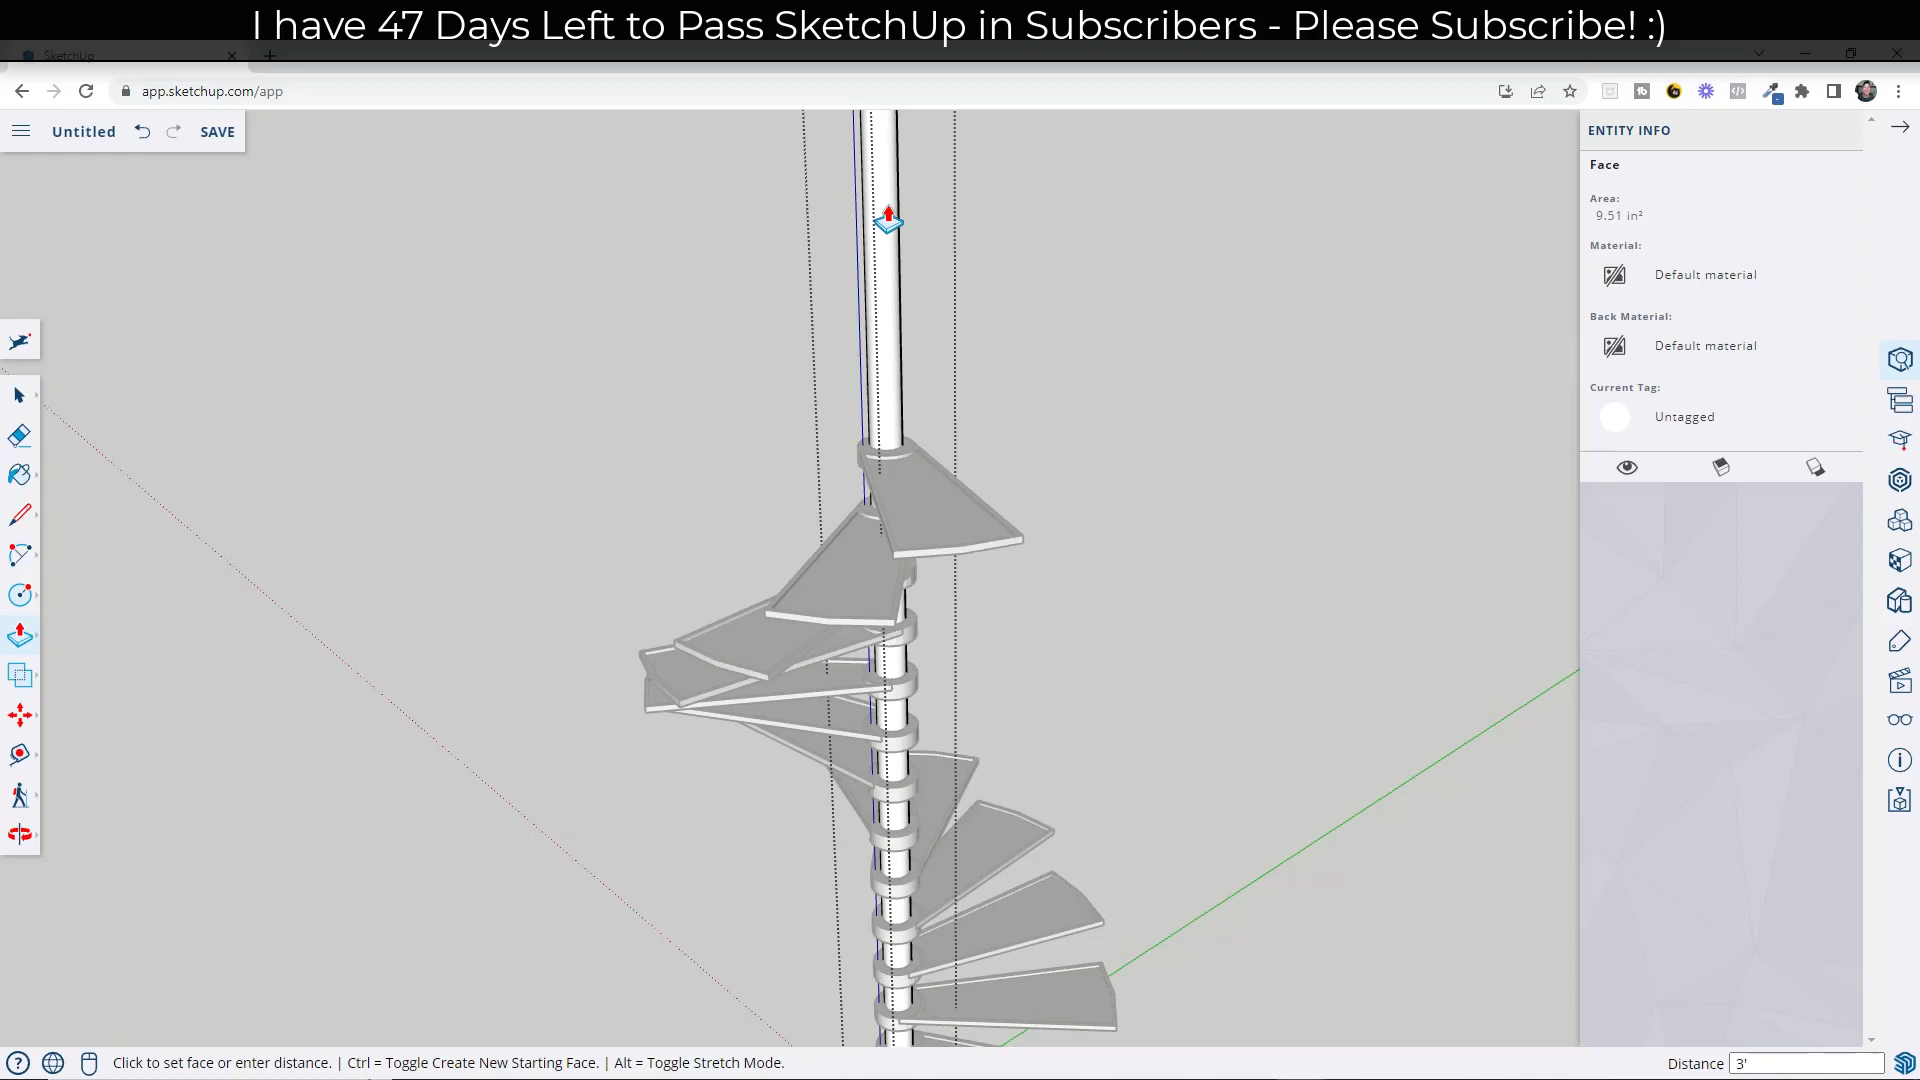 I have 47 Days Left to Pass SketchUp in Subscribers - Please Subscribe! :)
SketchUp
app.sketchup.com/app
Untitled
SAVE
ENTITY INFO
Face
Area:
9.51 in²
Material:
Default material
Back Material:
Default material
Current Tag:
Untagged
Click to set face or enter distance. | Ctrl = Toggle Create New Starting Face. | Alt = Toggle Stretch Mode.
Distance 3'